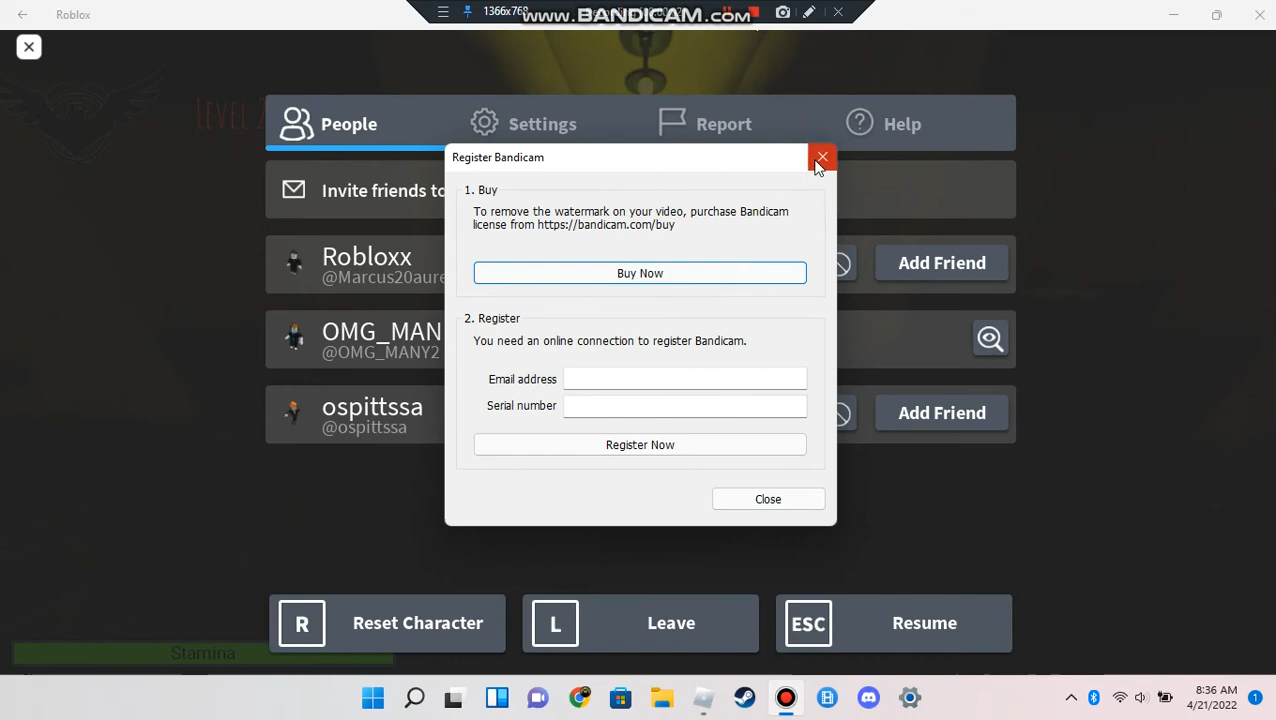 Roblox
1366x768
WWW.BANDICAM.COM
LEVEL 2
People
Settings
Report
Help
Register Bandicam
Invite friends to
1. Buy
To remove the watermark on your video, purchase Bandicam
license from https://bandicam.com/buy
Buy Now
Robloxx
@Marcus20aure
Add Friend
2. Register
You need an online connection to register Bandicam.
OMG_MAN
@OMG_MANY2
Email address
Serial number
ospittssa
@ospittssa
Add Friend
Register Now
Close
R
Reset Character
L
Leave
ESC
Resume
Stamina
8:36 AM
4/21/2022
1